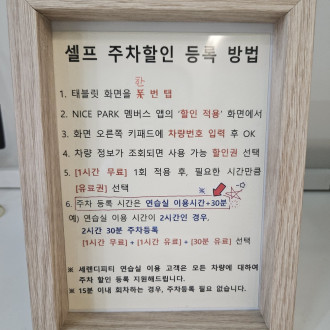 셀프 주차할인 등록 방법
한
1. 태블릿 화면을 두 번 탭
2. NICE PARK 멤버스 앱의 '할인 적용' 화면에서
3. 화면 오른쪽 키패드에 차량번호 입력 후 OK
4. 차량 정보가 조회되면 사용 가능 할인권 선택
5. [1시간 무료] 1회 적용 후, 필요한 시간만큼
[유료권] 선택
6. 주차 등록 시간은 연습실 이용시간+30분
예) 연습실 이용 시간이 2시간인 경우,
2시간 30분 주차등록
[1시간 무료] + [1시간 유료] + [30분 유료] 선택
※ 세렌디피티 연습실 이용 고객은 모든 차량에 대하여
주차 할인 등록 지원해드립니다.
※ 15분 이내 회차하는 경우, 주차등록 필요 없습니다.